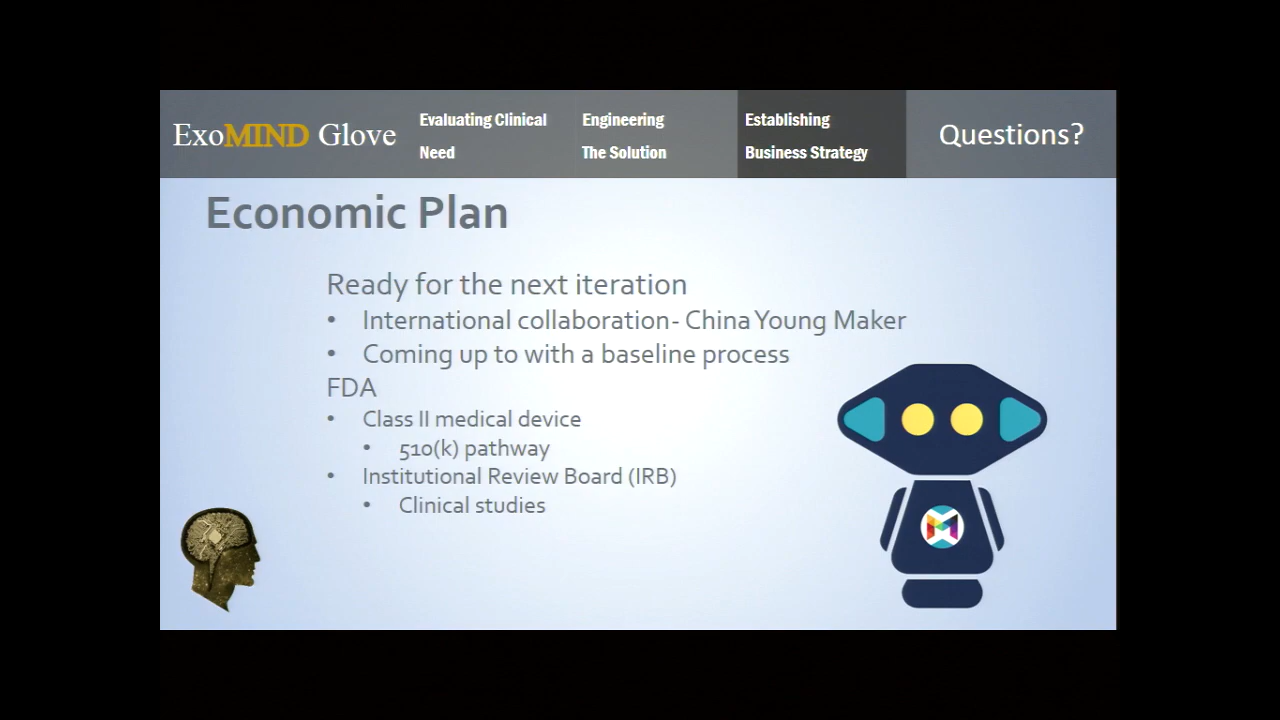 ExoMIND Glove
Evaluating Clinical
Need
Engineering
The Solution
Establishing
Business Strategy
Questions?
Economic Plan
Ready for the next iteration
• International collaboration- China Young Maker
• Coming up to with a baseline process
FDA
• Class II medical device
• 510(k) pathway
• Institutional Review Board (IRB)
• Clinical studies